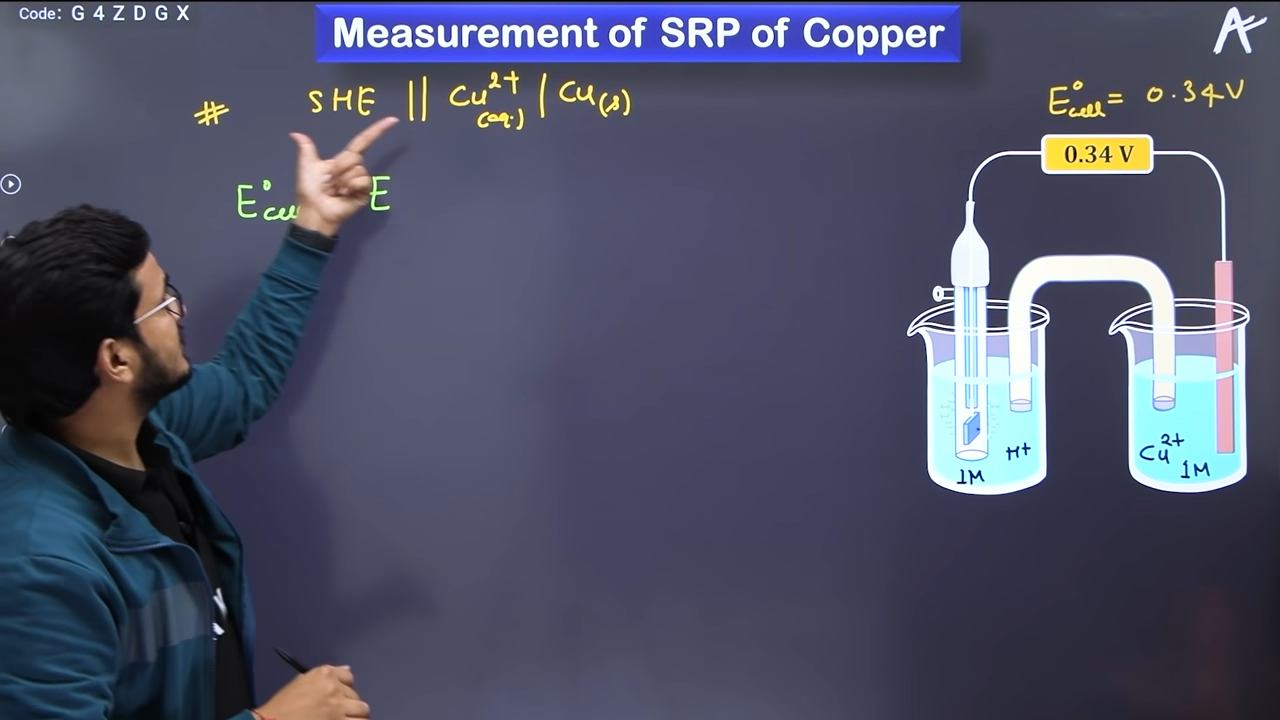 Code: G 4 Z D G X
Measurement of SRP of Copper
# SHE || Cu²⁺(aq.) | Cu(s)
E°cell = 0.34 V
0.34 V
E°cell E
H+
1M
Cu²⁺
1M